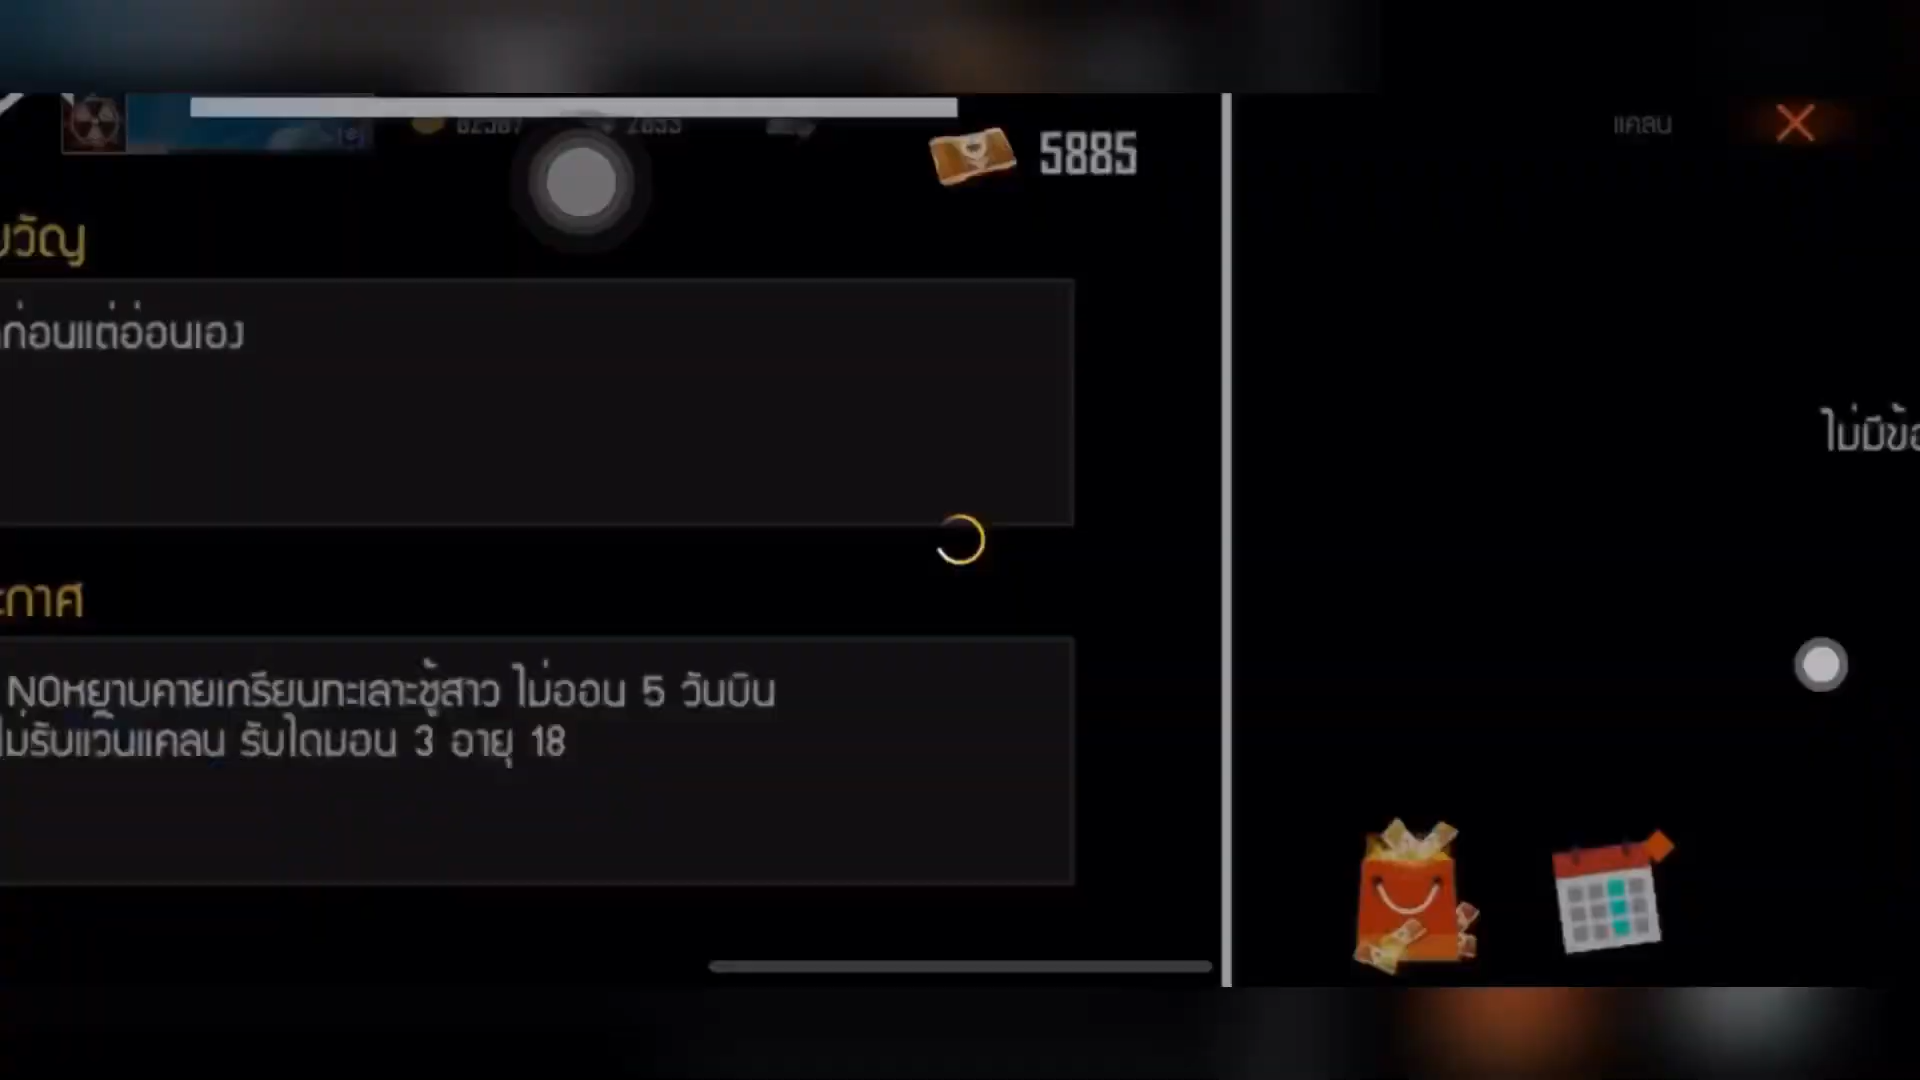 82587 2853
5885
แคลน
ขวัญ
ก่อนแต่อ่อนเอง
ไม่มีข้อ
ะกาศ
NOหยาบคายเกรียนทะเลาะชู้สาว ไม่ออน 5 วันบิน
ไม่รับแว๊นแคลน รับไดมอน 3 อายุ 18